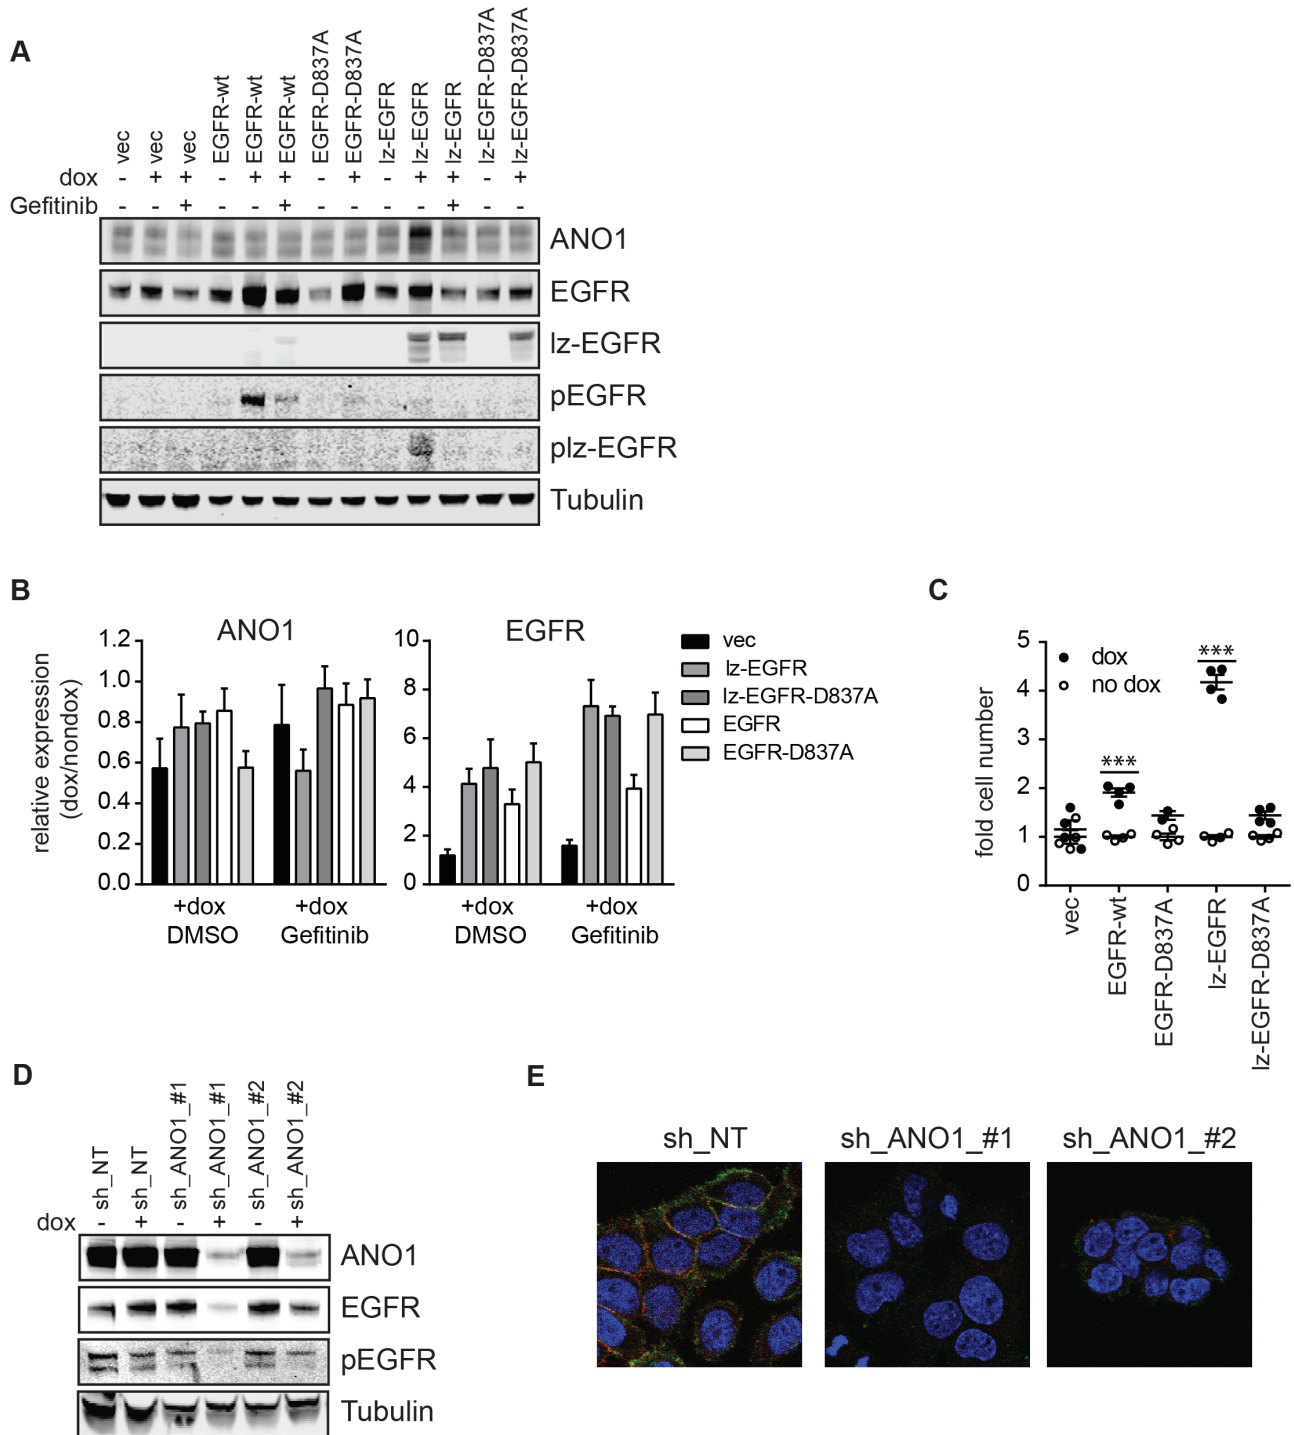 A
vec
vec
vec
EGFR-wt
EGFR-wt
EGFR-wt
EGFR-D837A
EGFR-D837A
lz-EGFR
lz-EGFR
lz-EGFR
lz-EGFR-D837A
lz-EGFR-D837A
dox - + + - + + - + - + + - +
Gefitinib - - + - - + - - - - + - -
ANO1
EGFR
lz-EGFR
pEGFR
plz-EGFR
Tubulin
B
ANO1
relative expression
(dox/nondox)
1.2
1.0
0.8
0.6
0.4
0.2
0.0
+dox
DMSO
+dox
Gefitinib
EGFR
10
8
6
4
2
0
+dox
DMSO
+dox
Gefitinib
vec
lz-EGFR
lz-EGFR-D837A
EGFR
EGFR-D837A
C
fold cell number
5
4
3
2
1
0
dox
no dox
***
***
vec
EGFR-wt
EGFR-D837A
lz-EGFR
lz-EGFR-D837A
D
sh_NT
sh_NT
sh_ANO1_#1
sh_ANO1_#1
sh_ANO1_#2
sh_ANO1_#2
dox - + - + - +
ANO1
EGFR
pEGFR
Tubulin
E
sh_NT
sh_ANO1_#1
sh_ANO1_#2